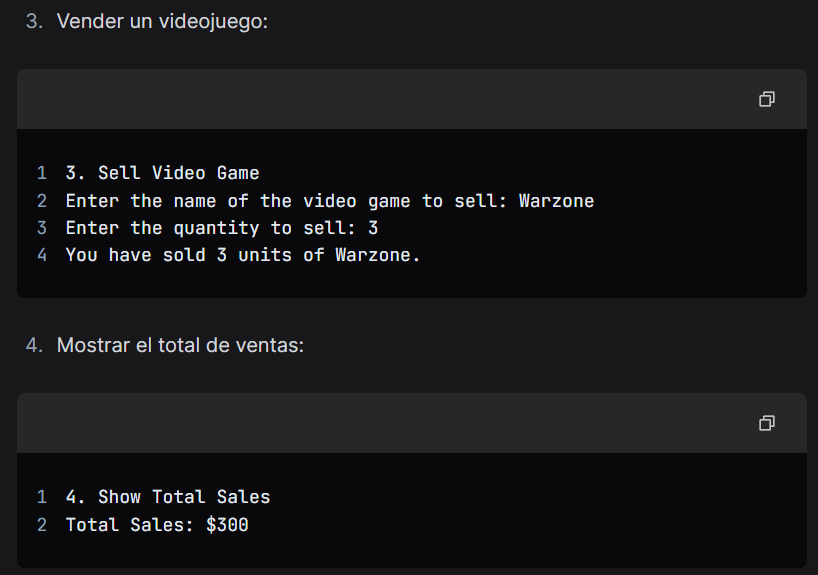 3. Vender un videojuego:
1 3. Sell Video Game
2 Enter the name of the video game to sell: Warzone
3 Enter the quantity to sell: 3
4 You have sold 3 units of Warzone.
4. Mostrar el total de ventas:
1 4. Show Total Sales
2 Total Sales: $300